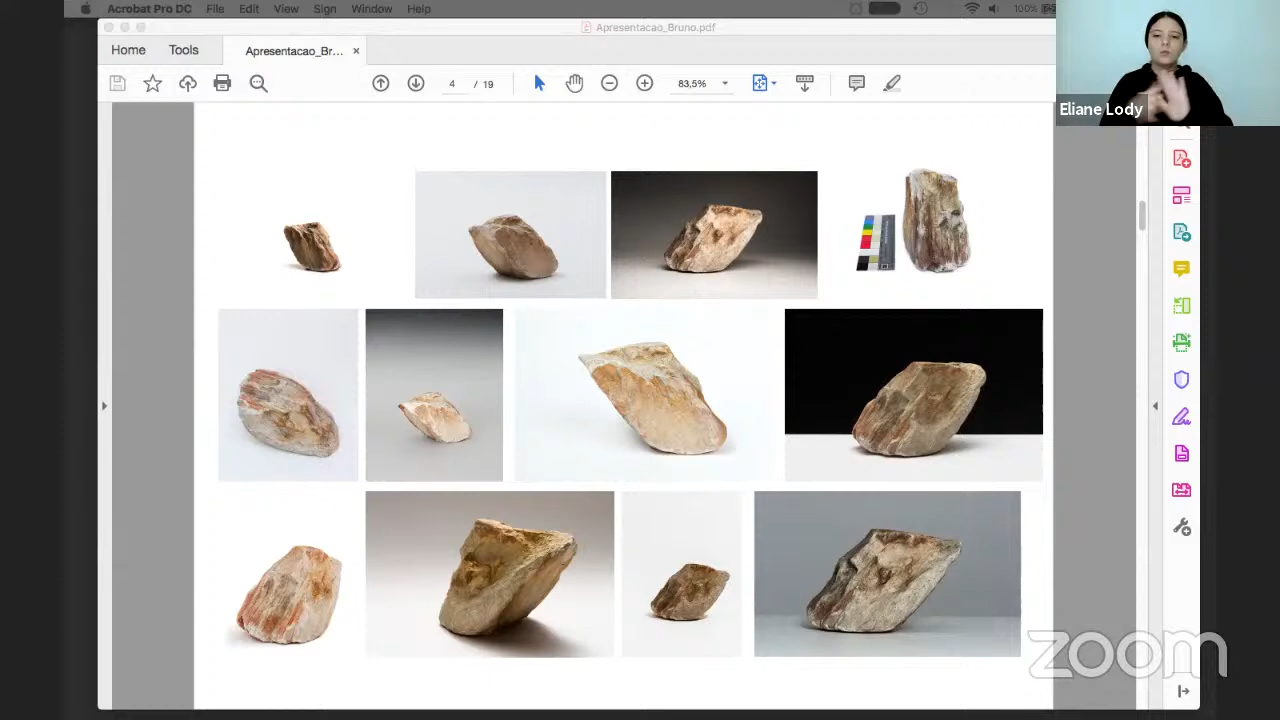 Acrobat Pro DC File Edit View Sign Window Help
100%
Apresentacao_Bruno.pdf
Home Tools Apresentacao_Br... ×
4 / 19 83,5%
Eliane Lody
zoom